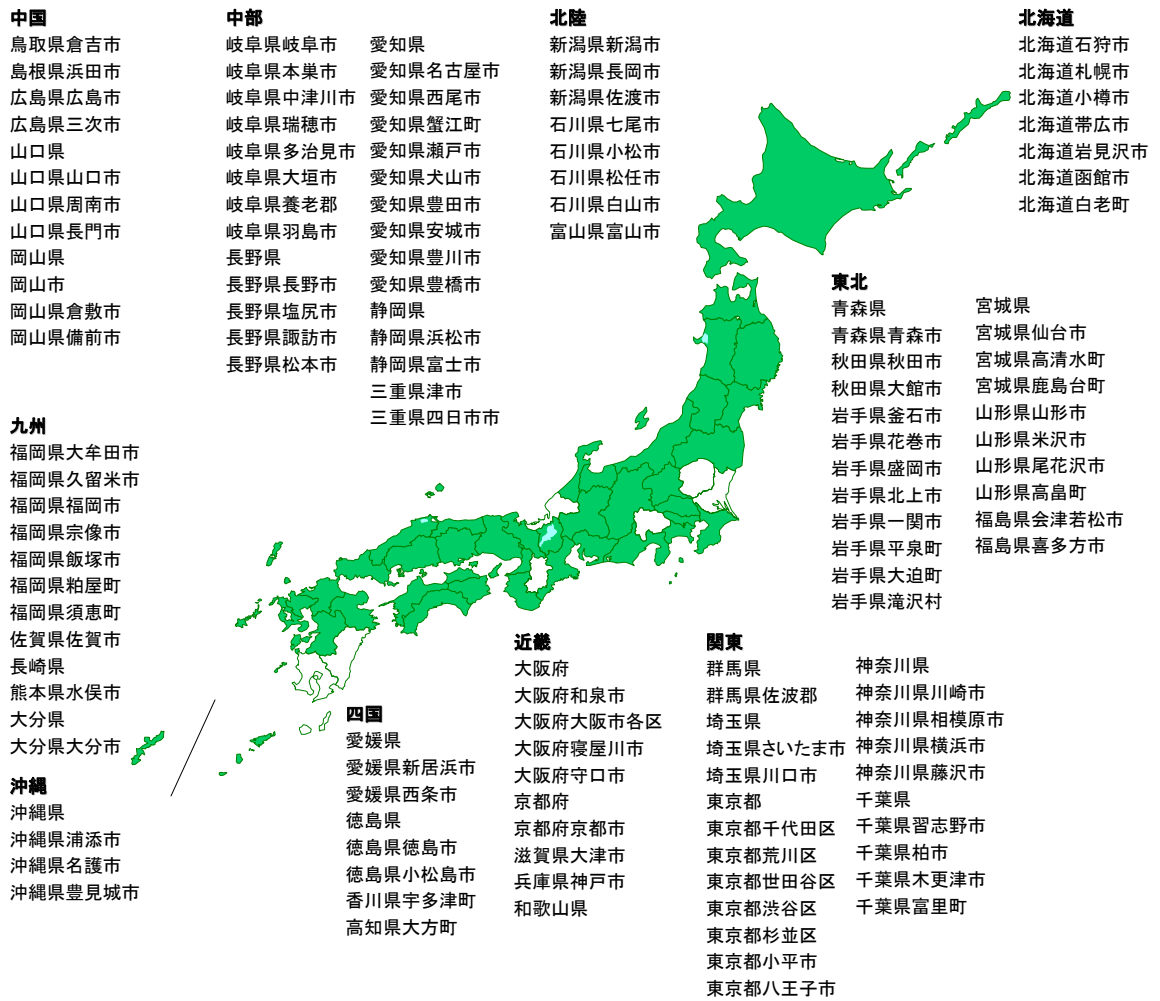 中国
鳥取県倉吉市
島根県浜田市
広島県広島市
広島県三次市
山口県
山口県山口市
山口県周南市
山口県長門市
岡山県
岡山市
岡山県倉敷市
岡山県備前市
中部
岐阜県岐阜市
岐阜県本巣市
岐阜県中津川市
岐阜県瑞穂市
岐阜県多治見市
岐阜県大垣市
岐阜県養老郡
岐阜県羽島市
長野県
長野県長野市
長野県塩尻市
長野県諏訪市
長野県松本市
愛知県
愛知県名古屋市
愛知県西尾市
愛知県蟹江町
愛知県瀬戸市
愛知県犬山市
愛知県豊田市
愛知県安城市
愛知県豊川市
愛知県豊橋市
静岡県
静岡県浜松市
静岡県富士市
三重県津市
三重県四日市市
北陸
新潟県新潟市
新潟県長岡市
新潟県佐渡市
石川県七尾市
石川県小松市
石川県松任市
石川県白山市
富山県富山市
北海道
北海道石狩市
北海道札幌市
北海道小樽市
北海道帯広市
北海道岩見沢市
北海道函館市
北海道白老町
東北
青森県
青森県青森市
秋田県秋田市
秋田県大館市
岩手県釜石市
岩手県花巻市
岩手県盛岡市
岩手県北上市
岩手県一関市
岩手県平泉町
岩手県大迫町
岩手県滝沢村
宮城県
宮城県仙台市
宮城県高清水町
宮城県鹿島台町
山形県山形市
山形県米沢市
山形県尾花沢市
山形県高畠町
福島県会津若松市
福島県喜多方市
九州
福岡県大牟田市
福岡県久留米市
福岡県福岡市
福岡県宗像市
福岡県飯塚市
福岡県粕屋町
福岡県須恵町
佐賀県佐賀市
長崎県
熊本県水俣市
大分県
大分県大分市
沖縄
沖縄県
沖縄県浦添市
沖縄県名護市
沖縄県豊見城市
四国
愛媛県
愛媛県新居浜市
愛媛県西条市
徳島県
徳島県徳島市
徳島県小松島市
香川県宇多津町
高知県大方町
近畿
大阪府
大阪府和泉市
大阪府大阪市各区
大阪府寝屋川市
大阪府守口市
京都府
京都府京都市
滋賀県大津市
兵庫県神戸市
和歌山県
関東
群馬県
群馬県佐波郡
埼玉県
埼玉県さいたま市
埼玉県川口市
東京都
東京都千代田区
東京都荒川区
東京都世田谷区
東京都渋谷区
東京都杉並区
東京都小平市
東京都八王子市
神奈川県
神奈川県川崎市
神奈川県相模原市
神奈川県横浜市
神奈川県藤沢市
千葉県
千葉県習志野市
千葉県柏市
千葉県木更津市
千葉県富里町